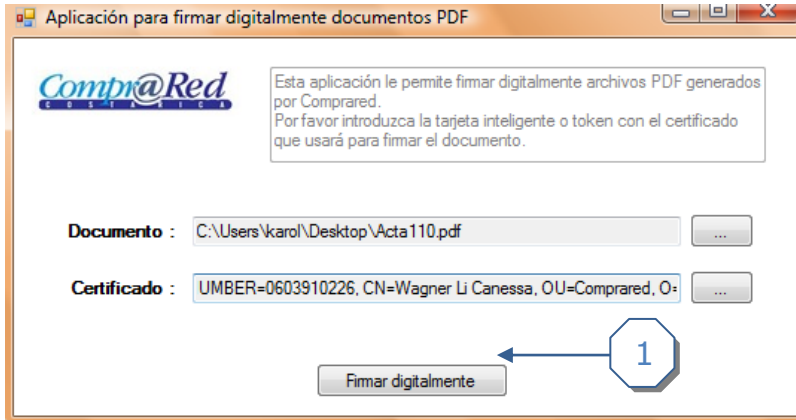 Aplicación para firmar digitalmente documentos PDF
Compr@Red
COSTA RICA
Esta aplicación le permite firmar digitalmente archivos PDF generados
por Comprared.
Por favor introduzca la tarjeta inteligente o token con el certificado
que usará para firmar el documento.
Documento : C:\Users\karol\Desktop\Acta110.pdf ...
Certificado : UMBER=0603910226, CN=Wagner Li Canessa, OU=Comprared, O= ...
1
Firmar digitalmente